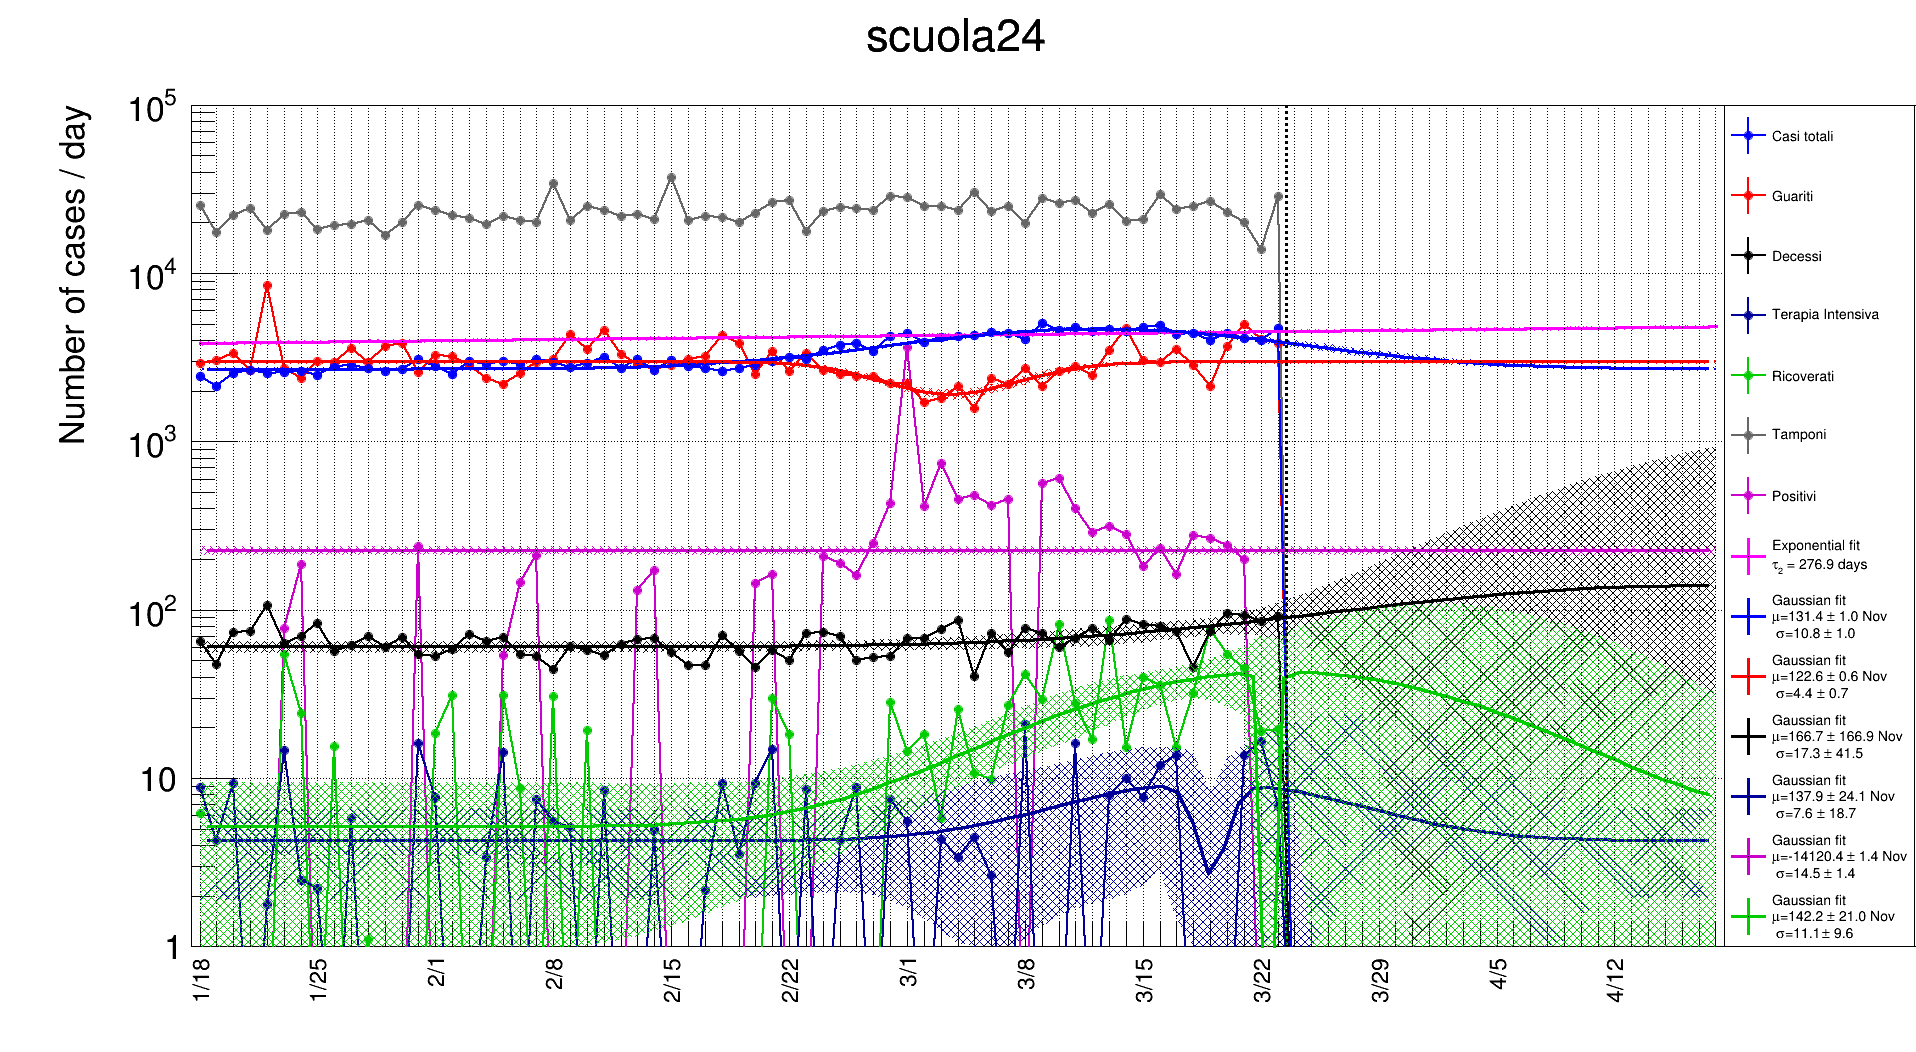 scuola24
Number of cases / day
10^5
10^4
10^3
10^2
10
1
1/18
1/25
2/1
2/8
2/15
2/22
3/1
3/8
3/15
3/22
3/29
4/5
4/12
Casi totali
Guariti
Decessi
Terapia Intensiva
Ricoverati
Tamponi
Positivi
Exponential fit
τ₂ = 276.9 days
Gaussian fit
μ=131.4 ± 1.0 Nov
σ=10.8 ± 1.0
Gaussian fit
μ=122.6 ± 0.6 Nov
σ=4.4 ± 0.7
Gaussian fit
μ=166.7 ± 166.9 Nov
σ=17.3 ± 41.5
Gaussian fit
μ=137.9 ± 24.1 Nov
σ=7.6 ± 18.7
Gaussian fit
μ=-14120.4 ± 1.4 Nov
σ=14.5 ± 1.4
Gaussian fit
μ=142.2 ± 21.0 Nov
σ=11.1 ± 9.6